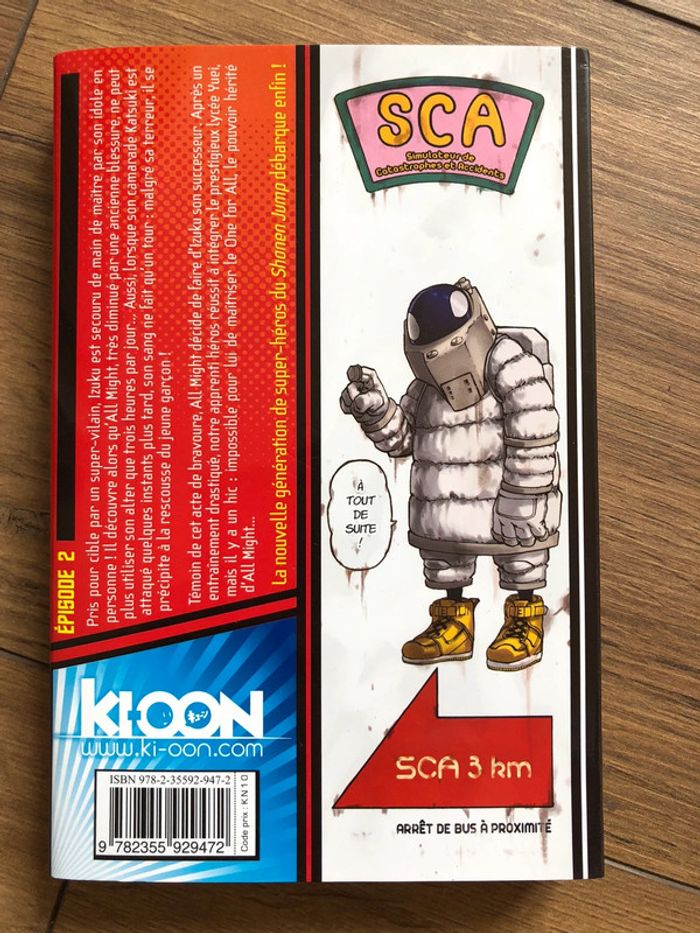 ÉPISODE 2
Pris pour cible par un super-vilain, Izuku est secouru de main de maître par son idole en
personne ! Il découvre alors qu'All Might, très diminué par une ancienne blessure, ne peut
plus utiliser son alter que trois heures par jour... Aussi, lorsque son camarade Katsuki est
attaqué quelques instants plus tard, son sang ne fait qu'un tour : malgré sa terreur, il se
précipite à la rescousse du jeune garçon !
Témoin de cet acte de bravoure, All Might décide de faire d'Izuku son successeur. Après un
entraînement drastique, notre apprenti héros réussit à intégrer le prestigieux lycée Yuei,
mais il y a un hic : impossible pour lui de maîtriser le One for All, le pouvoir hérité
d'All Might...
La nouvelle génération de super-héros du Shonen Jump débarque enfin !
KI-OON
www.ki-oon.com
ISBN 978-2-35592-947-2
9 782355 929472
Code prix : KN10
SCA
Simulateur de
Catastrophes et Accidents
À
TOUT
DE
SUITE
!
SCA 3 km
ARRÊT DE BUS À PROXIMITÉ